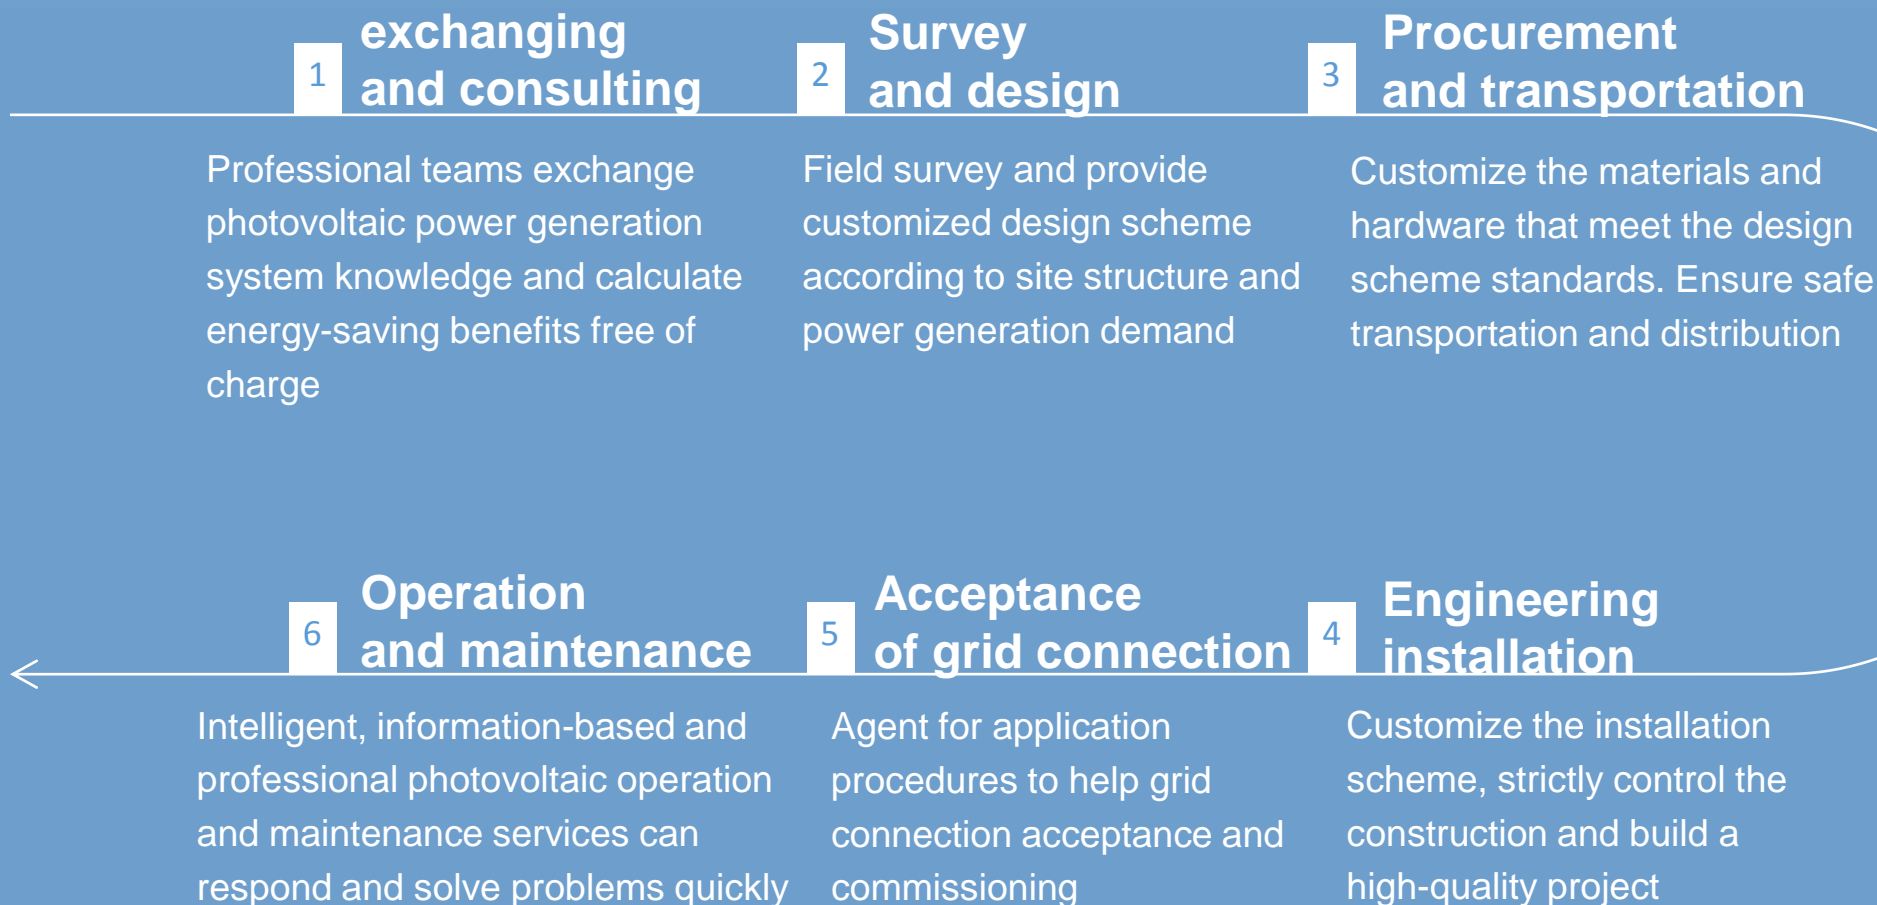 1
exchanging
and consulting
Professional teams exchange
photovoltaic power generation
system knowledge and calculate
energy-saving benefits free of
charge
2
Survey
and design
Field survey and provide
customized design scheme
according to site structure and
power generation demand
3
Procurement
and transportation
Customize the materials and
hardware that meet the design
scheme standards. Ensure safe
transportation and distribution
4
Engineering
installation
Customize the installation
scheme, strictly control the
construction and build a
high-quality project
5
Acceptance
of grid connection
Agent for application
procedures to help grid
connection acceptance and
commissioning
6
Operation
and maintenance
Intelligent, information-based and
professional photovoltaic operation
and maintenance services can
respond and solve problems quickly